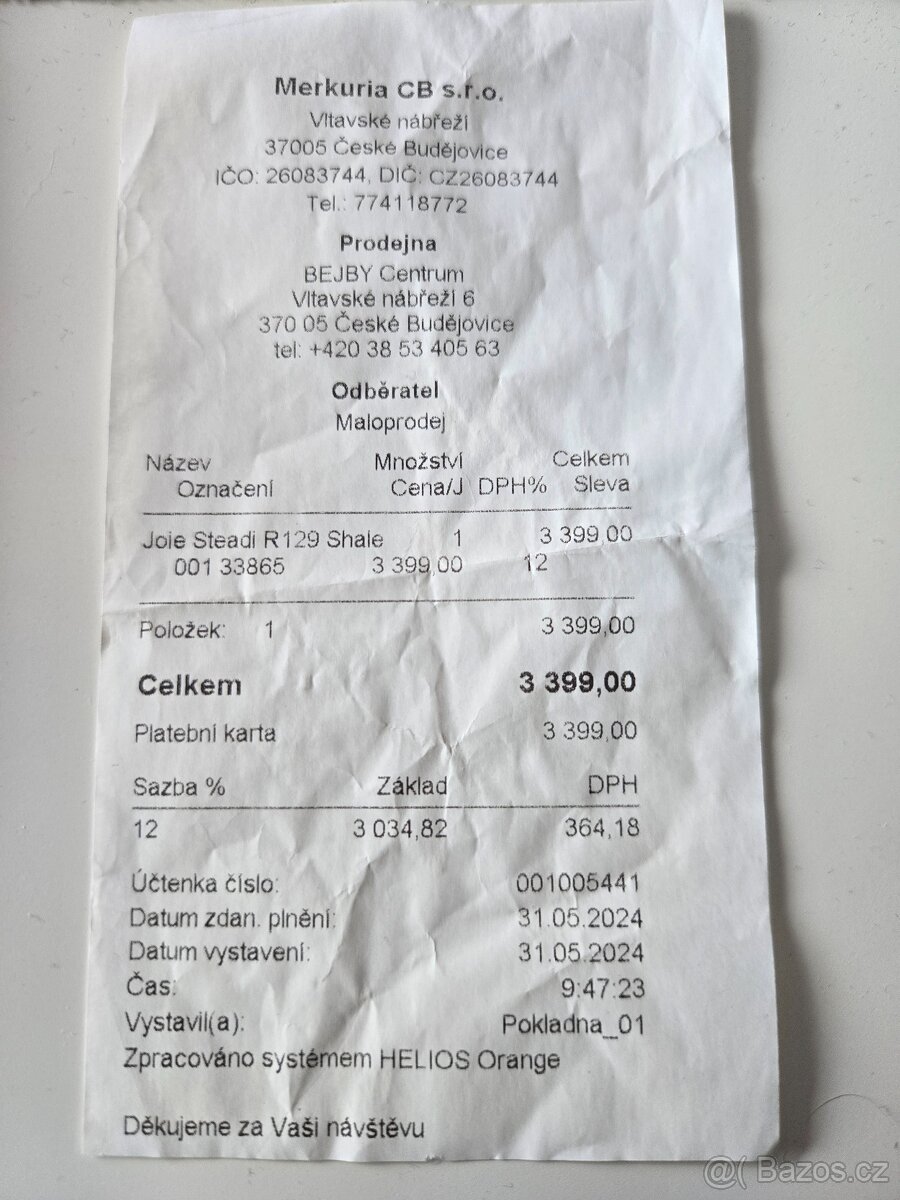 Merkuria CB s.r.o.
Vltavské nábřeží
37005 České Budějovice
IČO: 26083744, DIČ: CZ26083744
Tel.: 774118772
Prodejna
BEJBY Centrum
Vltavské nábřeží 6
370 05 České Budějovice
tel: +420 38 53 405 63
Odběratel
Maloprodej
Název Množství Celkem
Označení Cena/J DPH% Sleva
Joie Steadi R129 Shale 1 3 399,00
001 33865 3 399,00 12
Položek: 1 3 399,00
Celkem 3 399,00
Platební karta 3 399,00
Sazba % Základ DPH
12 3 034,82 364,18
Účtenka číslo: 001005441
Datum zdan. plnění: 31.05.2024
Datum vystavení: 31.05.2024
Čas: 9:47:23
Vystavil(a): Pokladna_01
Zpracováno systémem HELIOS Orange
Děkujeme za Vaši návštěvu
@( Bazos.cz